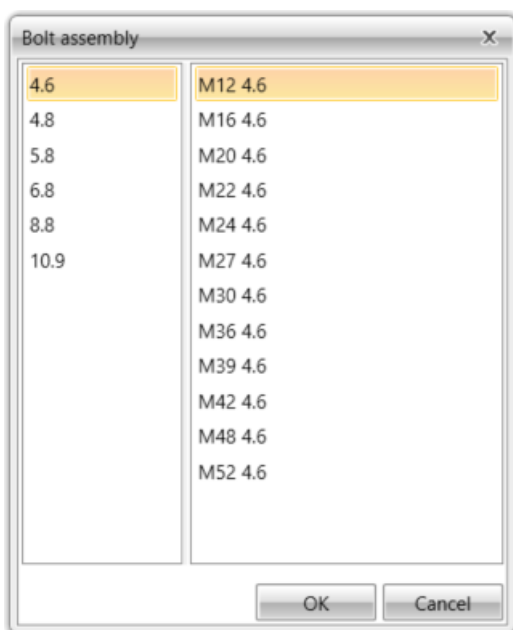 Bolt assembly
4.6
4.8
5.8
6.8
8.8
10.9
M12 4.6
M16 4.6
M20 4.6
M22 4.6
M24 4.6
M27 4.6
M30 4.6
M36 4.6
M39 4.6
M42 4.6
M48 4.6
M52 4.6
OK
Cancel